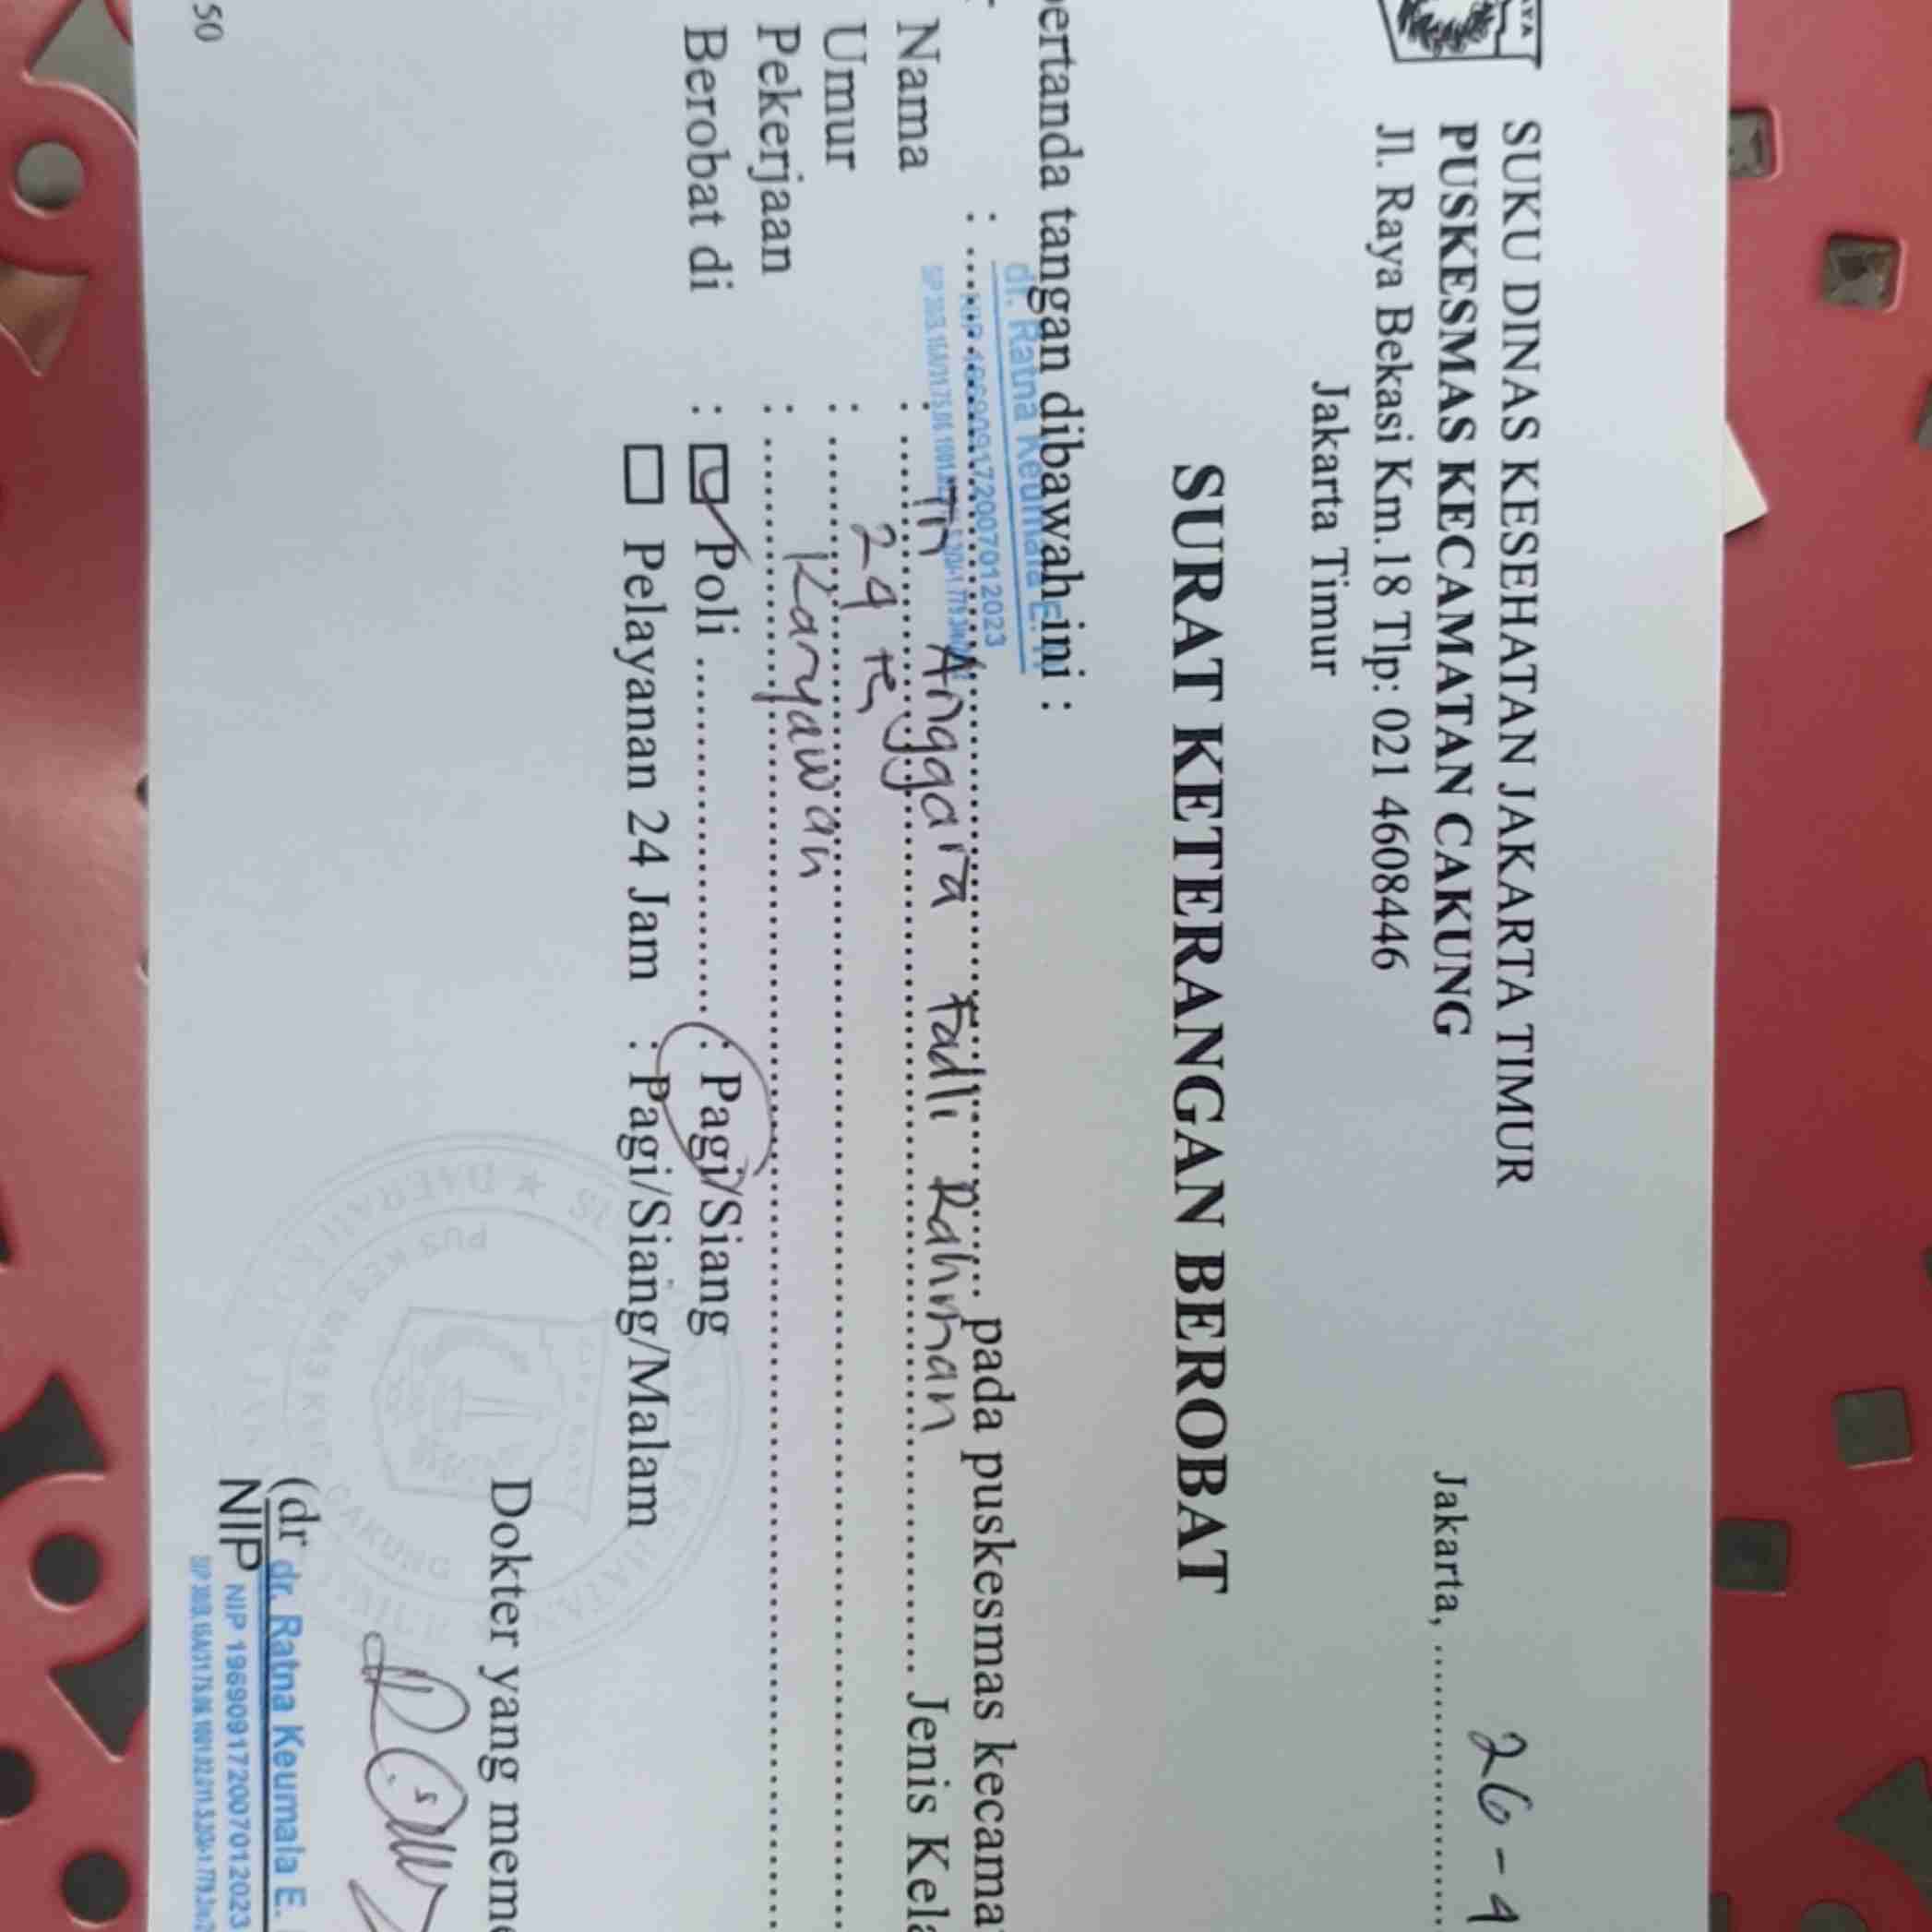 SUKU DINAS KESEHATAN JAKARTA TIMUR
PUSKESMAS KECAMATAN CAKUNG
Jl. Raya Bekasi Km.18 Tlp: 021 4608446
Jakarta Timur
Jakarta, 26 - 4
SURAT KETERANGAN BEROBAT
bertanda tangan dibawah ini :
dr. Ratna Keumala E.
NIP 196909172007012023
pada puskesmas kecama
Nama : Tn Anggara Fadli Rahman Jenis Kela
Umur : 24 th
Pekerjaan : Karyawan
Berobat di : Poli : Pagi/Siang
Pelayanan 24 Jam : Pagi/Siang/Malam
Dokter yang meme
(dr dr. Ratna Keumala E.
NIP NIP 196909172007012023
50